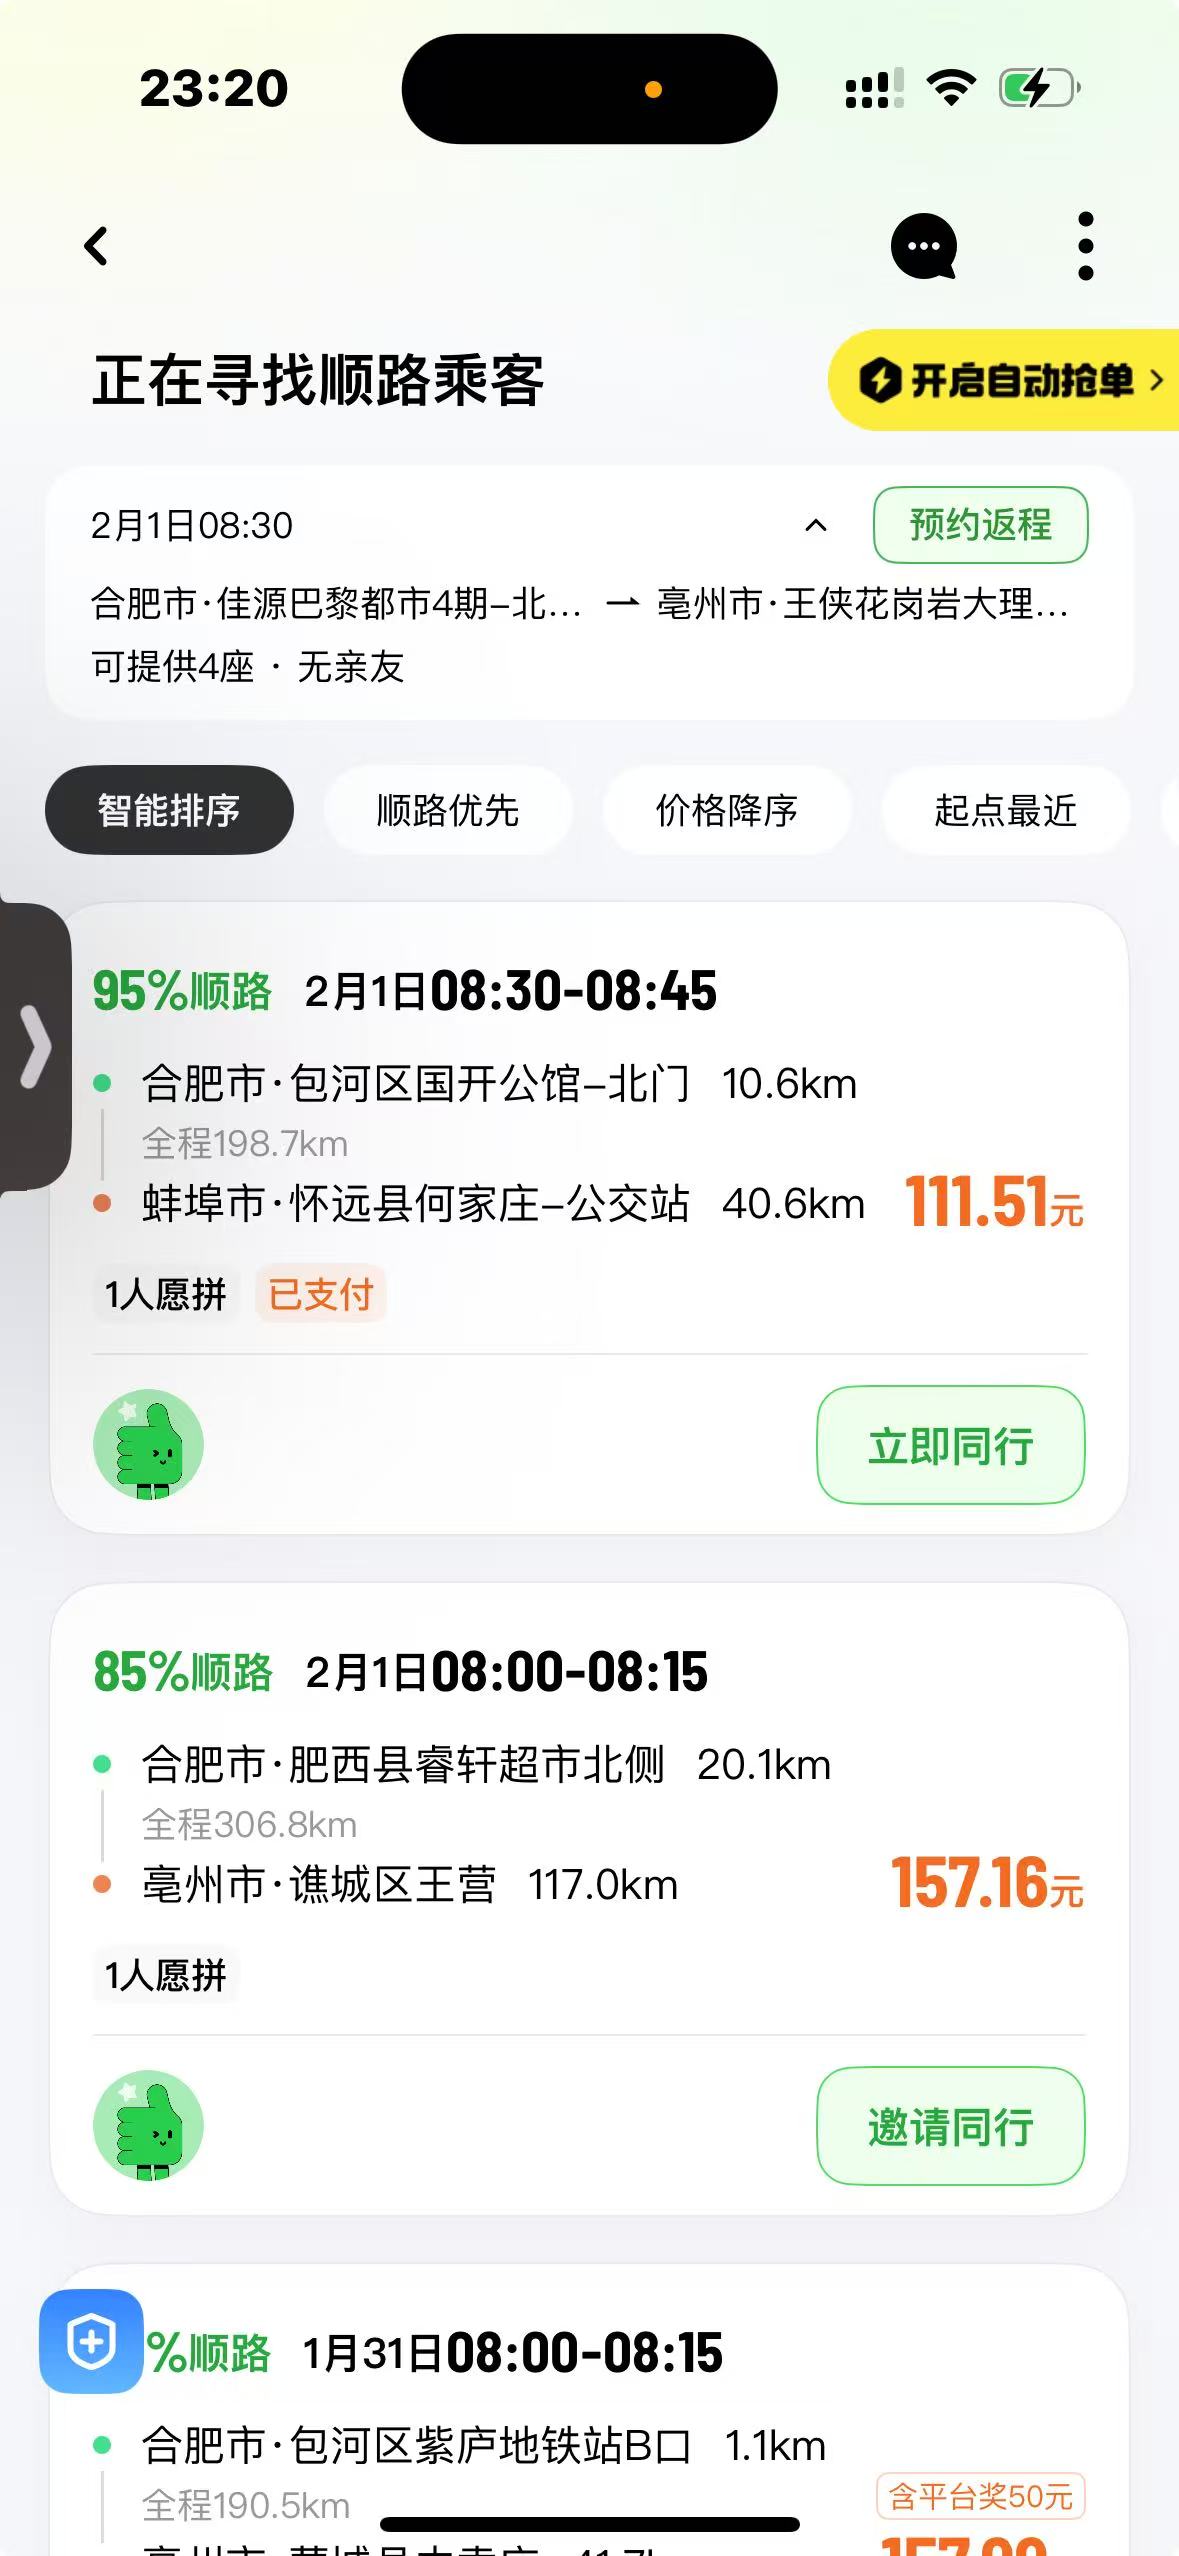 23:20
正在寻找顺路乘客
开启自动抢单
2月1日08:30
预约返程
合肥市·佳源巴黎都市4期-北... → 亳州市·王侠花岗岩大理...
可提供4座 · 无亲友
智能排序 顺路优先 价格降序 起点最近
95%顺路 2月1日08:30-08:45
合肥市·包河区国开公馆-北门 10.6km
全程198.7km
蚌埠市·怀远县何家庄-公交站 40.6km 111.51元
1人愿拼 已支付
立即同行
85%顺路 2月1日08:00-08:15
合肥市·肥西县睿轩超市北侧 20.1km
全程306.8km
亳州市·谯城区王营 117.0km 157.16元
1人愿拼
邀请同行
%顺路 1月31日08:00-08:15
合肥市·包河区紫庐地铁站B口 1.1km
全程190.5km
含平台奖50元